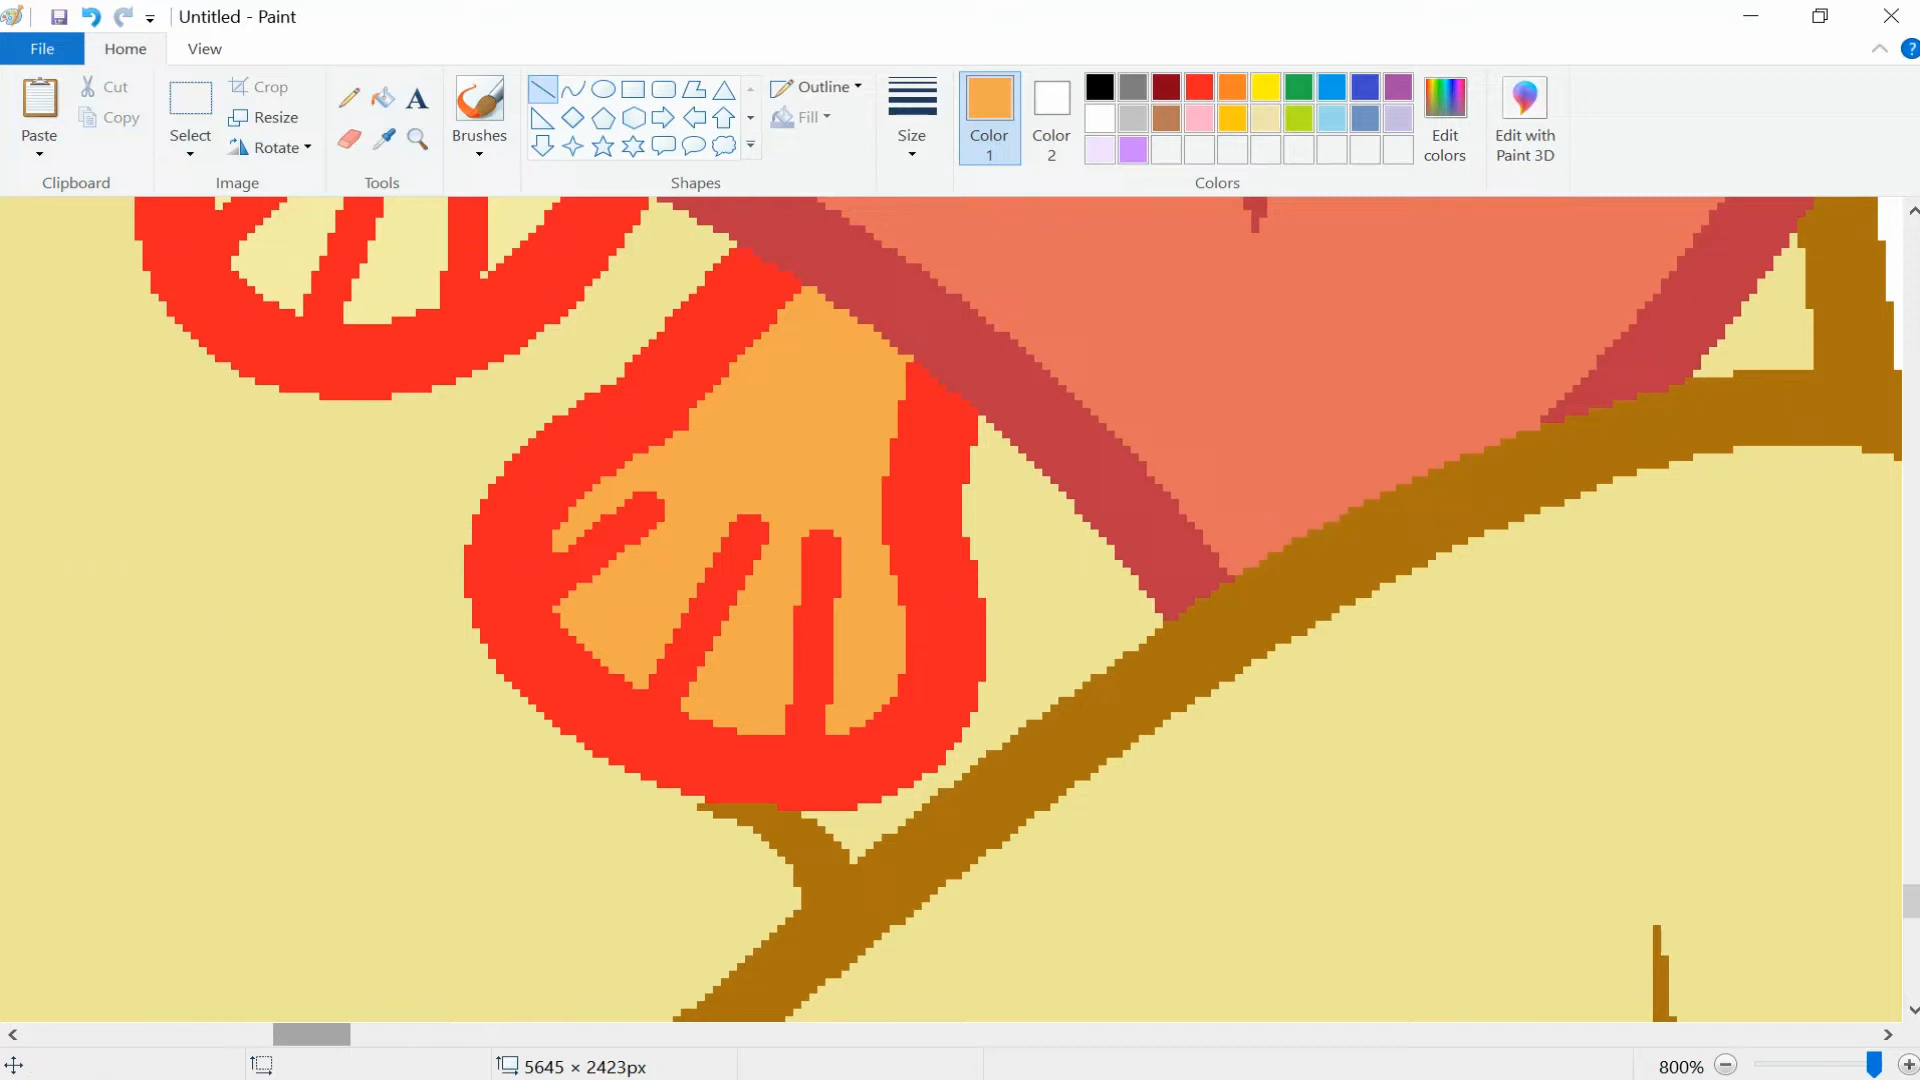 Untitled - Paint
File Home View
Paste
Cut
Copy
Clipboard
Select
Crop
Resize
Rotate
Image
A
Tools
Brushes
Shapes
Outline
Fill
Size
Color 1
Color 2
Colors
Edit colors
Edit with Paint 3D
?
5645 × 2423px
800%